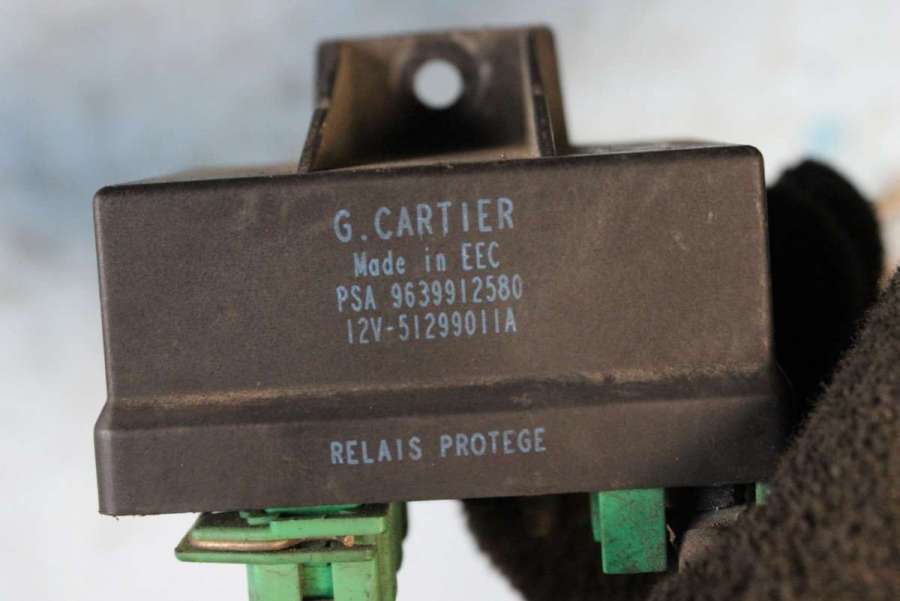 G. CARTIER
Made in EEC
PSA 9639912580
12V-51299011A
RELAIS PROTEGE